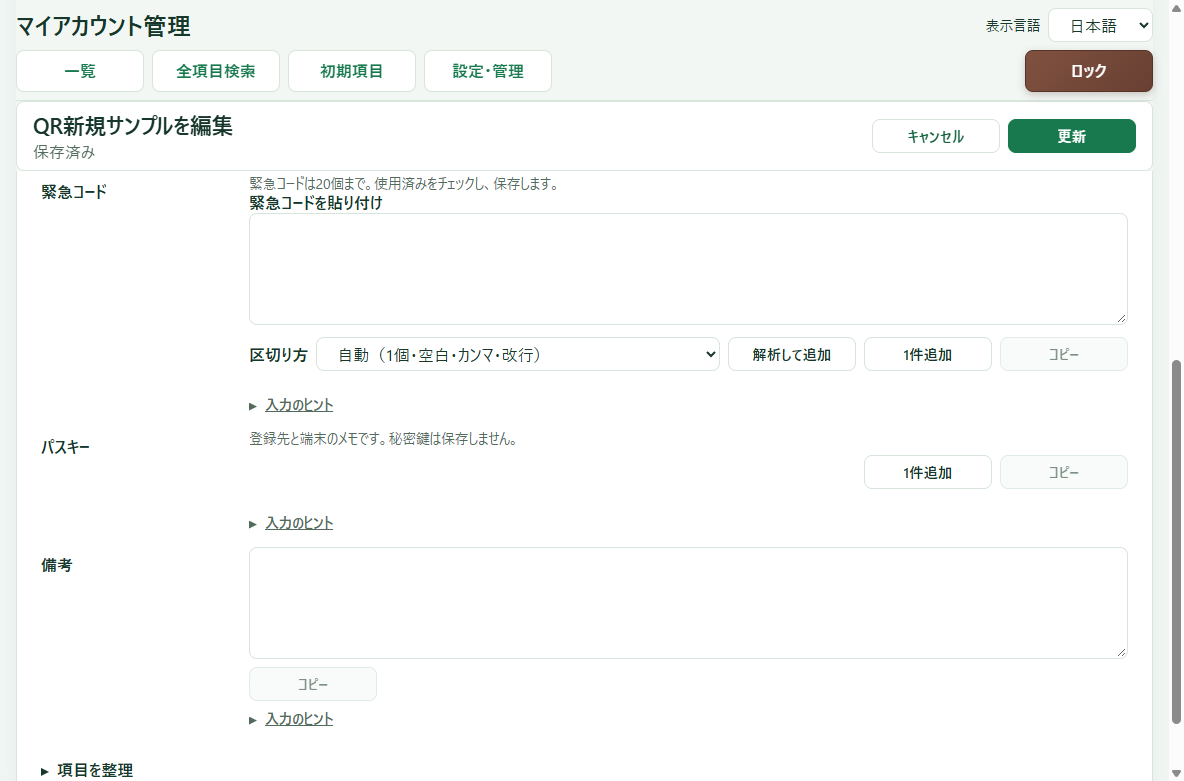 マイアカウント管理
表示言語 日本語
一覧 全項目検索 初期項目 設定・管理 ロック
QR新規サンプルを編集
保存済み
キャンセル 更新
緊急コード
緊急コードは20個まで。使用済みをチェックし、保存します。
緊急コードを貼り付け
区切り方 自動（1個・空白・カンマ・改行） 解析して追加 1件追加 コピー
▶ 入力のヒント
パスキー
登録先と端末のメモです。秘密鍵は保存しません。
1件追加 コピー
▶ 入力のヒント
備考
コピー
▶ 入力のヒント
▶ 項目を整理